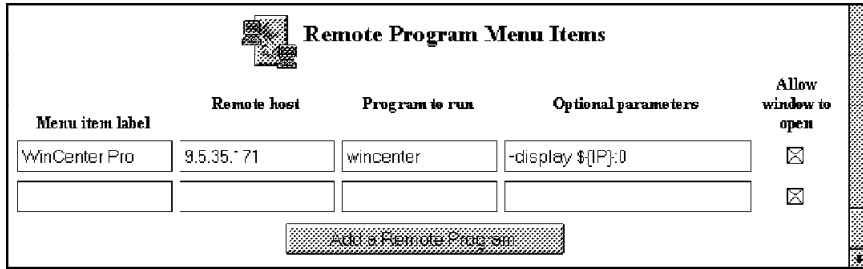 Remote Program Menu Items
Menu item label Remote host Program to run Optional parameters Allow window to open
WinCenter Pro 9.5.35.171 wincenter -display ${IP}:0
Add a Remote Program